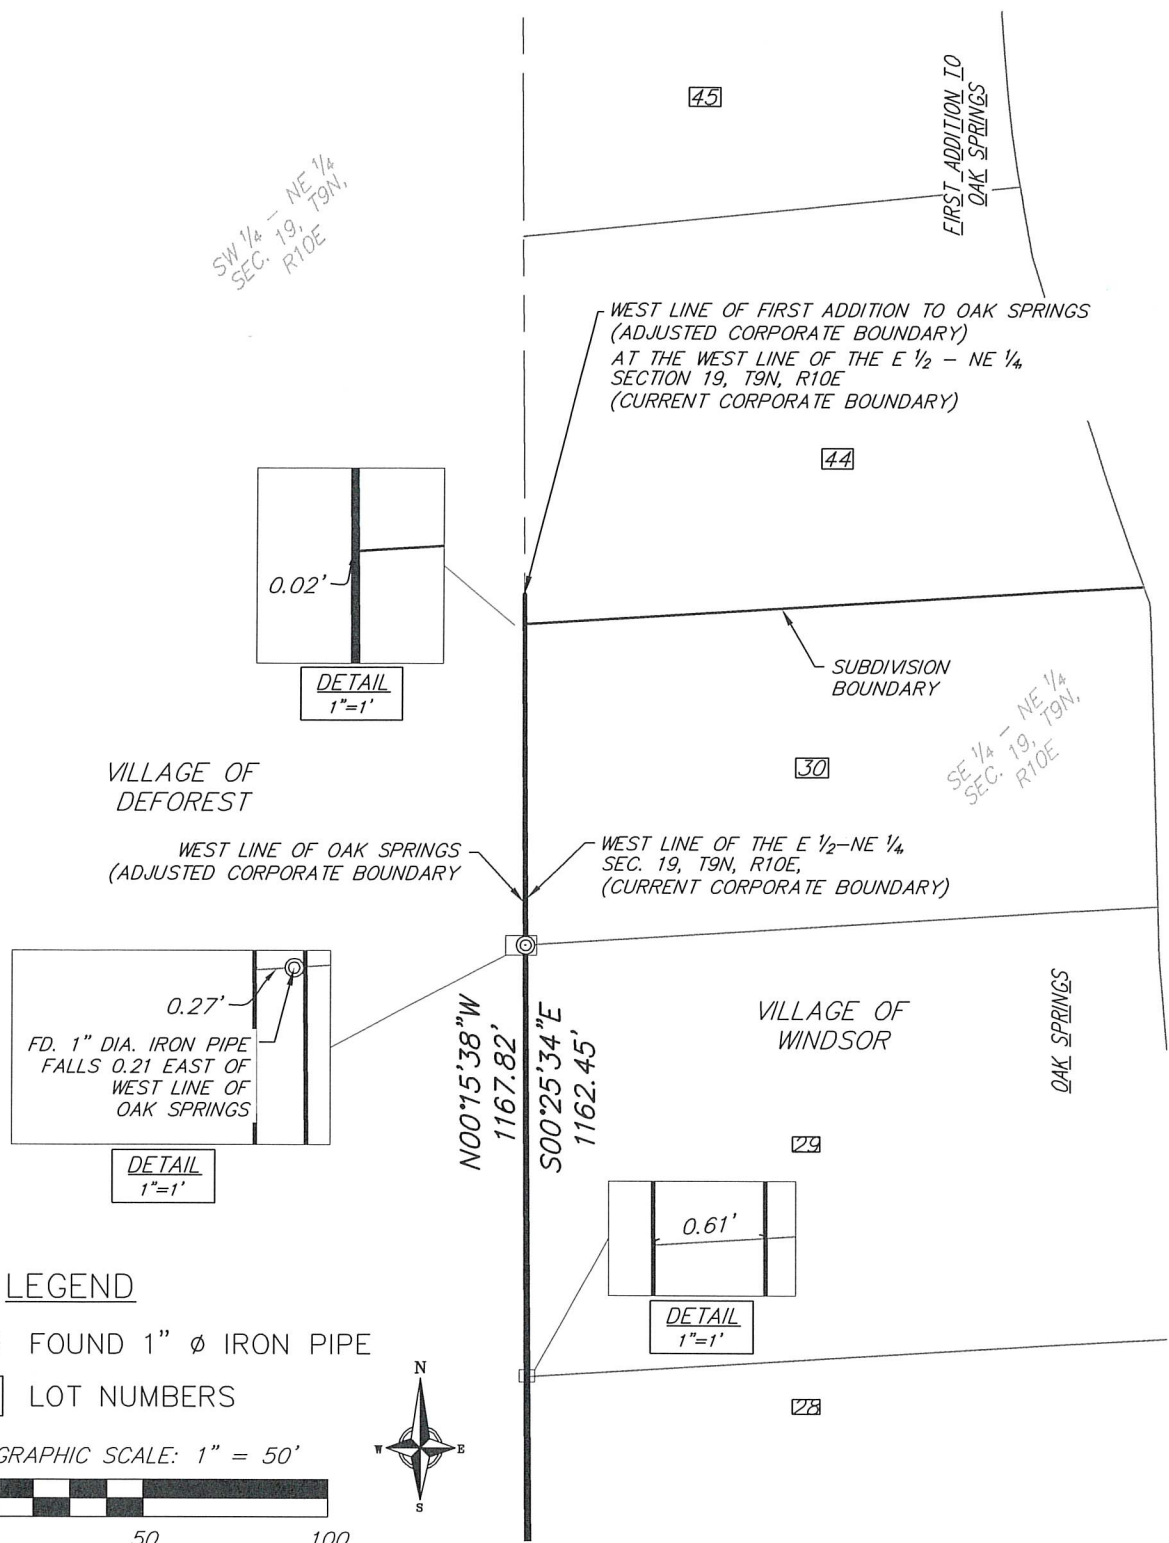 45
FIRST ADDITION TO
OAK SPRINGS
SW 1/4 - NE 1/4
SEC. 19, T9N,
R10E
WEST LINE OF FIRST ADDITION TO OAK SPRINGS
(ADJUSTED CORPORATE BOUNDARY)
AT THE WEST LINE OF THE E 1/2 - NE 1/4,
SECTION 19, T9N, R10E
(CURRENT CORPORATE BOUNDARY)
44
0.02'
DETAIL
1"=1'
SUBDIVISION
BOUNDARY
SE 1/4 - NE 1/4
SEC. 19, T9N,
R10E
30
VILLAGE OF
DEFOREST
WEST LINE OF OAK SPRINGS
(ADJUSTED CORPORATE BOUNDARY
WEST LINE OF THE E 1/2-NE 1/4,
SEC. 19, T9N, R10E,
(CURRENT CORPORATE BOUNDARY)
0.27'
FD. 1" DIA. IRON PIPE
FALLS 0.21 EAST OF
WEST LINE OF
OAK SPRINGS
DETAIL
1"=1'
N00°15'38"W
1167.82'
S00°25'34"E
1162.45'
VILLAGE OF
WINDSOR
OAK SPRINGS
29
0.61'
DETAIL
1"=1'
28
LEGEND
FOUND 1" ø IRON PIPE
LOT NUMBERS
GRAPHIC SCALE: 1" = 50'
50 100
N
W E
S